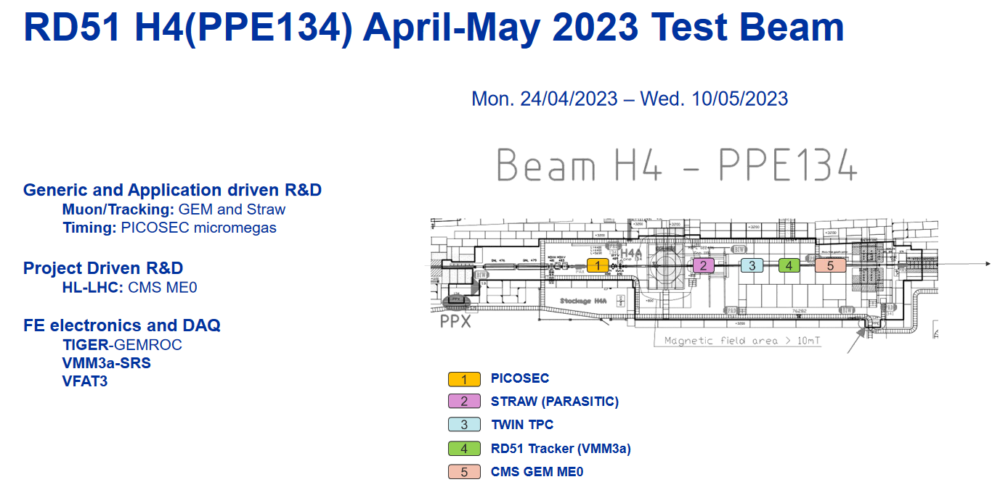 RD51 H4(PPE134) April-May 2023 Test Beam
Mon. 24/04/2023 – Wed. 10/05/2023
Beam H4 - PPE134
Generic and Application driven R&D
Muon/Tracking: GEM and Straw
Timing: PICOSEC micromegas
Project Driven R&D
HL-LHC: CMS ME0
FE electronics and DAQ
TIGER-GEMROC
VMM3a-SRS
VFAT3
H4A
1 2 3 4 5
Stockage H4A
76282
PPX
Magnetic field area > 10mT
1 PICOSEC
2 STRAW (PARASITIC)
3 TWIN TPC
4 RD51 Tracker (VMM3a)
5 CMS GEM ME0